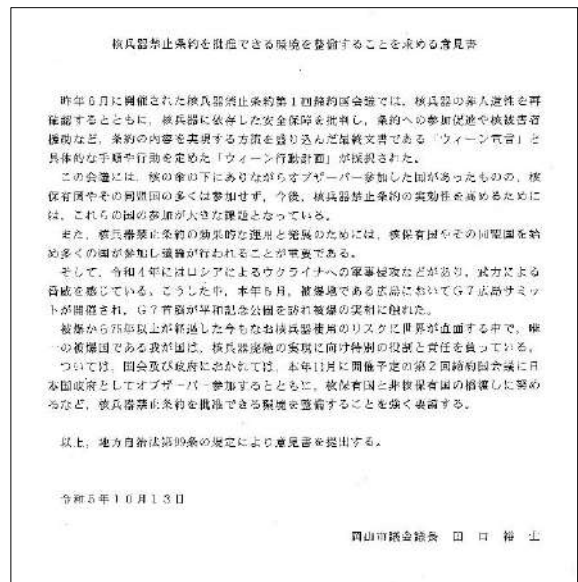 核兵器禁止条約を批准できる環境を整備することを求める意見書
昨年6月に開催された核兵器禁止条約第1回締約国会議では、核兵器の非人道性を再
確認するとともに、核兵器に依存した安全保障を批判し、条約への参加促進や核被害者
援助など、条約の内容を実現する方策を盛り込んだ最終文書である「ウィーン宣言」と
具体的な手順や行動を定めた「ウィーン行動計画」が採択された。
この会議には、核の傘の下にありながらオブザーバー参加した国があったものの、核
保有国やその同盟国の多くは参加せず、今後、核兵器禁止条約の実効性を高めるために
は、これらの国の参加が大きな課題となっている。
また、核兵器禁止条約の効果的な運用と発展のためには、核保有国やその同盟国を始
め多くの国が参加し議論が行われることが重要である。
そして、令和4年にはロシアによるウクライナへの軍事侵攻などがあり、武力による
脅威を感じている。こうした中、本年5月、被爆地である広島においてG7広島サミッ
トが開催され、G7首脳が平和記念公園を訪れ被爆の実相に触れた。
被爆から75年以上が経過した今もなお核兵器使用のリスクに世界が直面する中で、唯
一の被爆国である我が国は、核兵器廃絶の実現に向け特別の役割と責任を負っている。
ついては、国会及び政府におかれては、本年11月に開催予定の第2回締約国会議に日
本国政府としてオブザーバー参加するとともに、核保有国と非核保有国の橋渡しに努め
るなど、核兵器禁止条約を批准できる環境を整備することを強く要請する。
以上、地方自治法第99条の規定により意見書を提出する。
令和5年10月13日
岡山市議会議長 田 口 裕 士